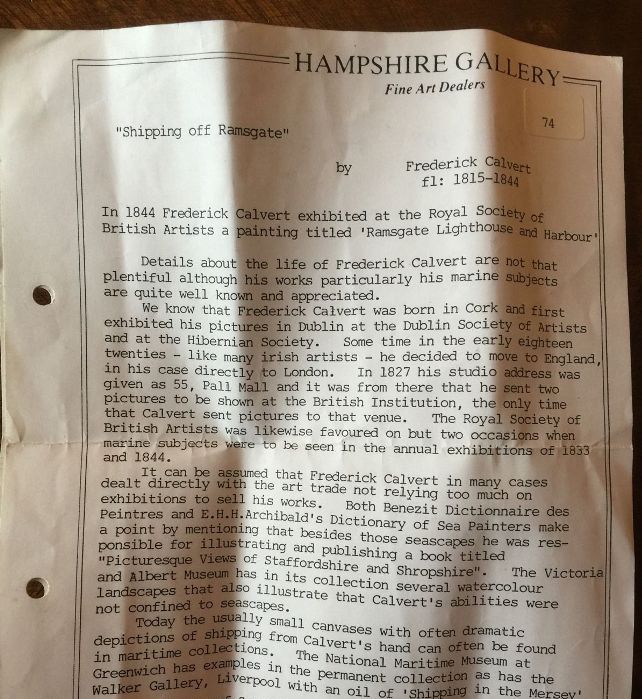 HAMPSHIRE GALLERY
Fine Art Dealers
74
"Shipping off Ramsgate"
by Frederick Calvert
fl: 1815-1844
In 1844 Frederick Calvert exhibited at the Royal Society of
British Artists a painting titled 'Ramsgate Lighthouse and Harbour'
Details about the life of Frederick Calvert are not that
plentiful although his works particularly his marine subjects
are quite well known and appreciated.
We know that Frederick Calvert was born in Cork and first
exhibited his pictures in Dublin at the Dublin Society of Artists
and at the Hibernian Society. Some time in the early eighteen
twenties - like many irish artists - he decided to move to England,
in his case directly to London. In 1827 his studio address was
given as 55, Pall Mall and it was from there that he sent two
pictures to be shown at the British Institution, the only time
that Calvert sent pictures to that venue. The Royal Society of
British Artists was likewise favoured on but two occasions when
marine subjects were to be seen in the annual exhibitions of 1833
and 1844.
It can be assumed that Frederick Calvert in many cases
dealt directly with the art trade not relying too much on
exhibitions to sell his works. Both Benezit Dictionnaire des
Peintres and E.H.H.Archibald's Dictionary of Sea Painters make
a point by mentioning that besides those seascapes he was res-
ponsible for illustrating and publishing a book titled
"Picturesque Views of Staffordshire and Shropshire". The Victoria
and Albert Museum has in its collection several watercolour
landscapes that also illustrate that Calvert's abilities were
not confined to seascapes.
Today the usually small canvases with often dramatic
depictions of shipping from Calvert's hand can often be found
in maritime collections. The National Maritime Museum at
Greenwich has examples in the permanent collection as has the
Walker Gallery, Liverpool with an oil of 'Shipping in the Mersey'